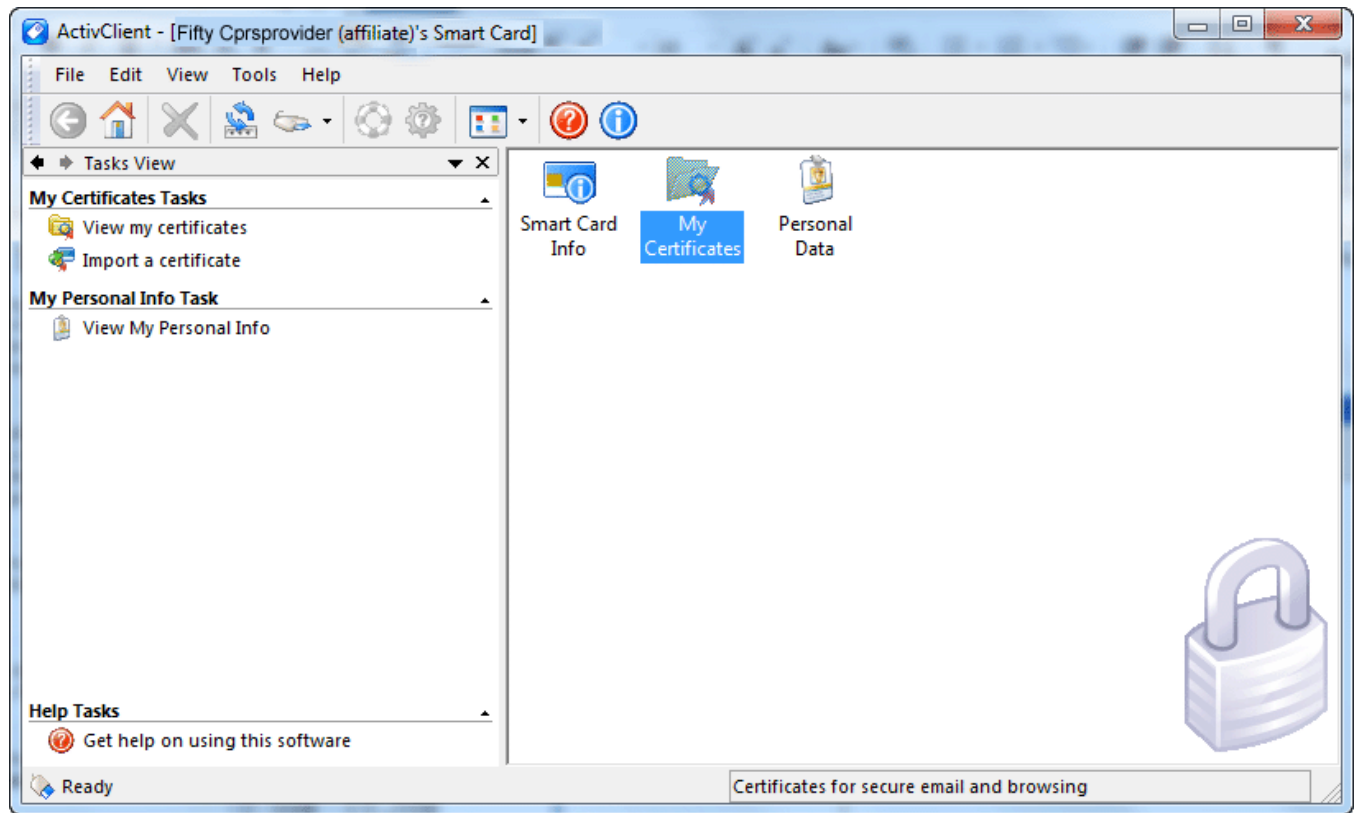 ActivClient - [Fifty Cprsprovider (affiliate)'s Smart Card]
File Edit View Tools Help
Tasks View
My Certificates Tasks
View my certificates
Import a certificate
My Personal Info Task
View My Personal Info
Help Tasks
Get help on using this software
Smart Card
Info
My
Certificates
Personal
Data
Ready
Certificates for secure email and browsing